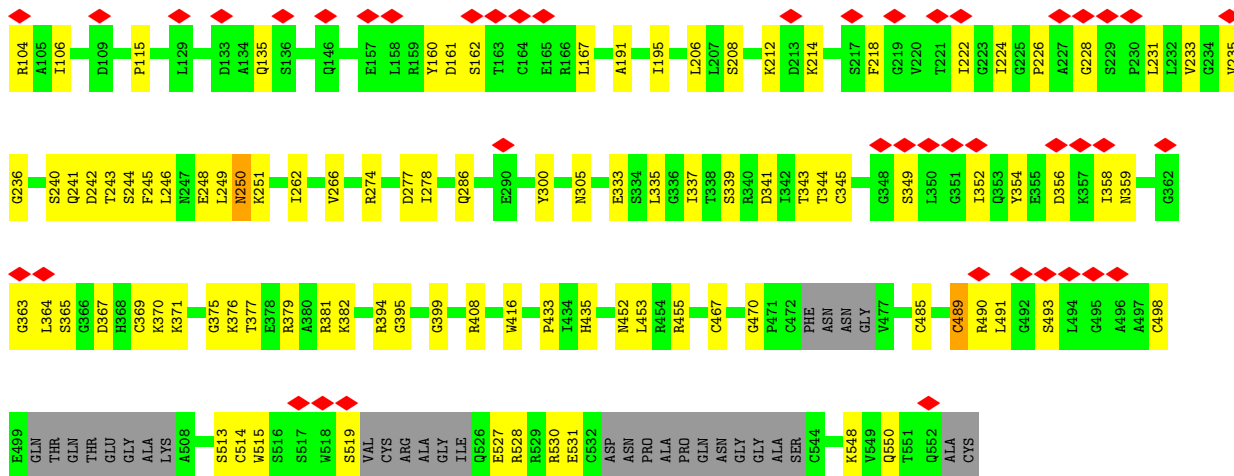 R104 A105 I106 D109 P115 L129 D133 A134 Q135 S136 Q146 E157 L158 R159 Y160 D161 S162 T163 C164 E165 R166 L167 A191 I195 L206 L207 S208 K212 D213 K214 S217 F218 G219 V220 T221 I222 G223 I224 G225 P226 A227 G228 S229 P230 L231 L232 V233 G234 V235
G236 S240 Q241 D242 T243 S244 F245 L246 N247 E248 L249 N250 K251 I262 V266 R274 D277 I278 Q286 E290 Y300 N305 E333 S334 L335 G336 I337 T338 S339 R340 D341 I342 T343 T344 C345 G348 S349 L350 G351 I352 Q353 Y354 E355 D356 K357 I358 N359 G362
G363 L364 S365 G366 D367 H368 C369 K370 K371 G375 K376 T377 E378 R379 A380 R381 K382 R394 G395 G399 R408 W416 P433 I434 H435 N452 L453 R454 R455 C467 G470 P471 C472 PHE ASN ASN GLY V477 C485 C489 R490 L491 G492 S493 L494 G495 A496 A497 C498
E499 GLN THR GLN THR GLU GLY ALA LYS A508 S513 C514 W515 S516 S517 W518 S519 VAL CYS ARG ALA GLY ILE Q526 E527 R528 R529 R530 E531 C532 ASP ASN PRO ALA PRO GLN ASN GLY GLY ALA SER C544 K548 V549 Q550 T551 Q552 ALA CYS